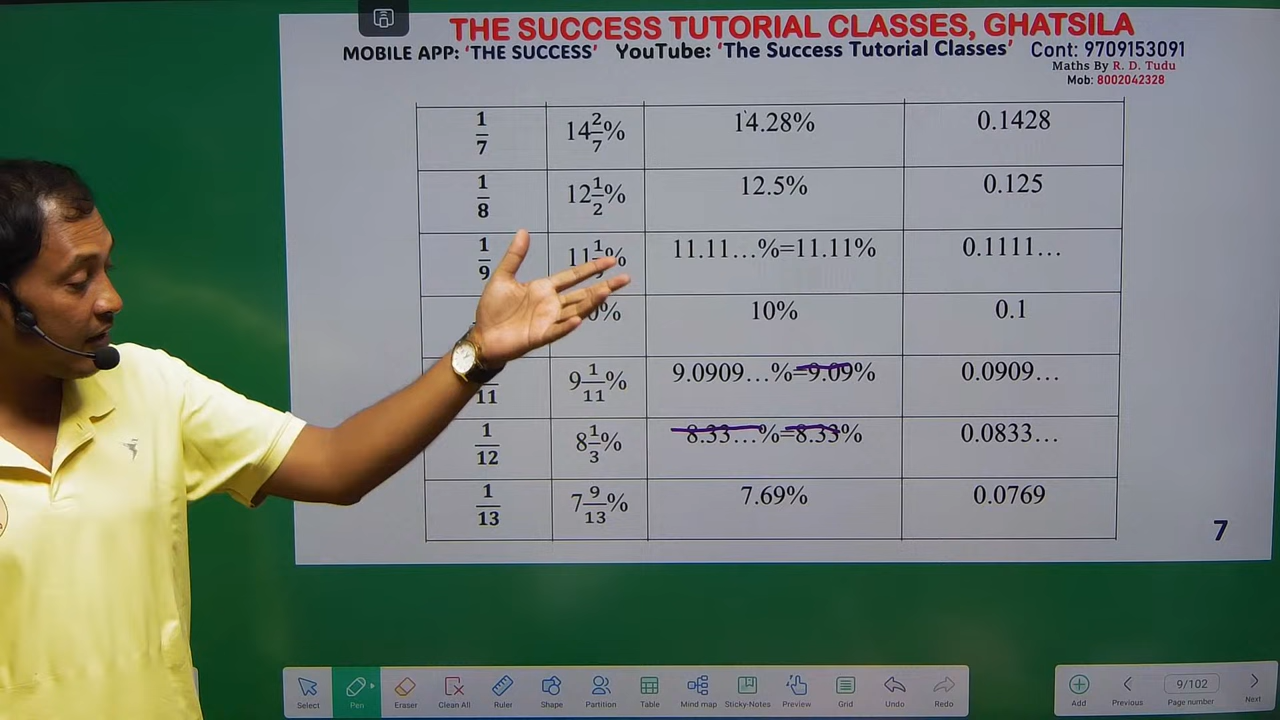 THE SUCCESS TUTORIAL CLASSES, GHATSILA
MOBILE APP: 'THE SUCCESS' YouTube: 'The Success Tutorial Classes' Cont: 9709153091
Maths By R. D. Tudu
Mob: 8002042328
1/7 14 2/7% 14.28% 0.1428
1/8 12 1/2% 12.5% 0.125
1/9 11 1/ % 11.11...%=11.11% 0.1111...
0% 10% 0.1
11 9 1/11% 9.0909...%=9.09% 0.0909...
1/12 8 1/3% 8.33...%=8.33% 0.0833...
1/13 7 9/13% 7.69% 0.0769
7
Select Pen Eraser Clean All Ruler Shape Partition Table Mind map Sticky-Notes Preview Grid Undo Redo
Add Previous 9/102 Page number Next